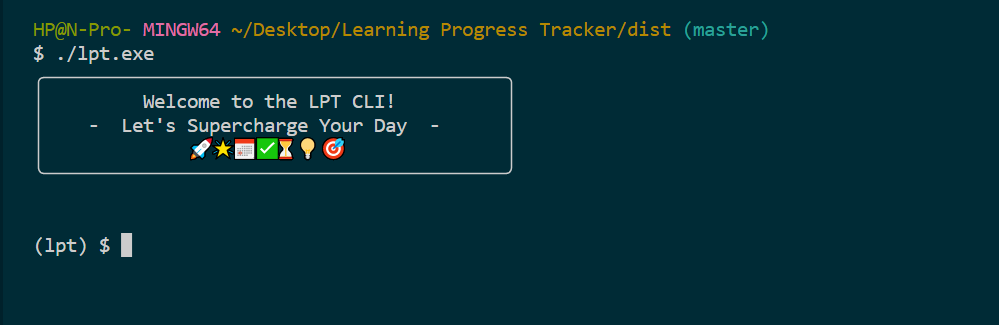 HP@N-Pro- MINGW64 ~/Desktop/Learning Progress Tracker/dist (master)
$ ./lpt.exe
Welcome to the LPT CLI!
- Let's Supercharge Your Day -
🚀🌟📅✅⏳💡🎯
(lpt) $